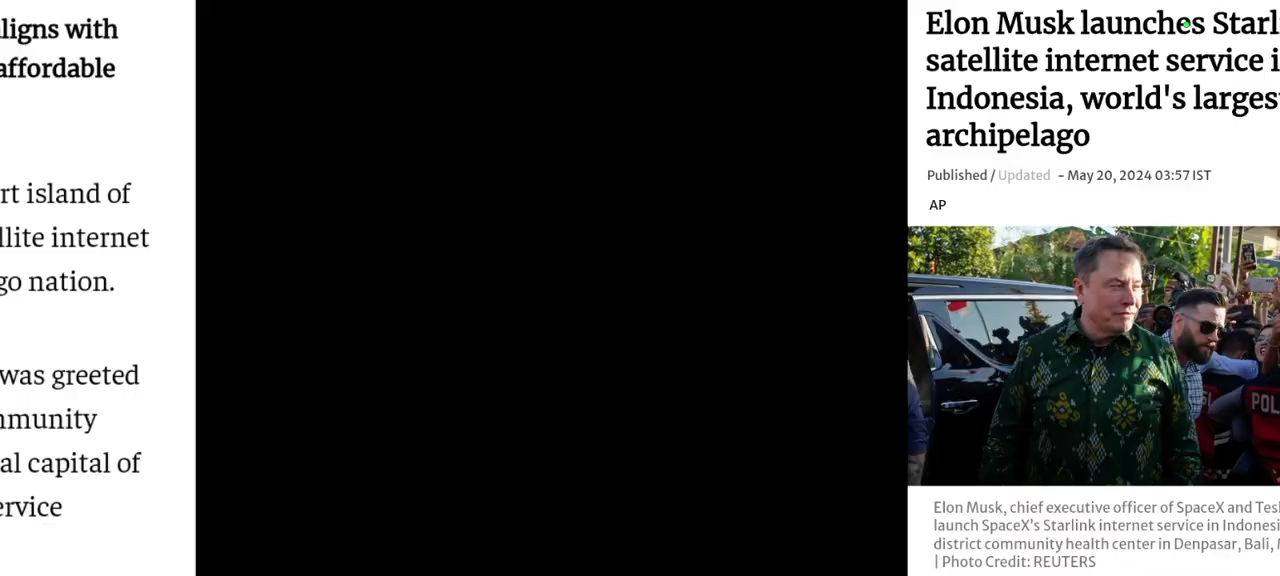 ligns with
affordable
rt island of
llite internet
go nation.
was greeted
mmunity
al capital of
ervice
Elon Musk launches Starl
satellite internet service i
Indonesia, world's larges
archipelago
Published / Updated - May 20, 2024 03:57 IST
AP
POL
Elon Musk, chief executive officer of SpaceX and Tesl
launch SpaceX's Starlink internet service in Indonesi
district community health center in Denpasar, Bali,
| Photo Credit: REUTERS